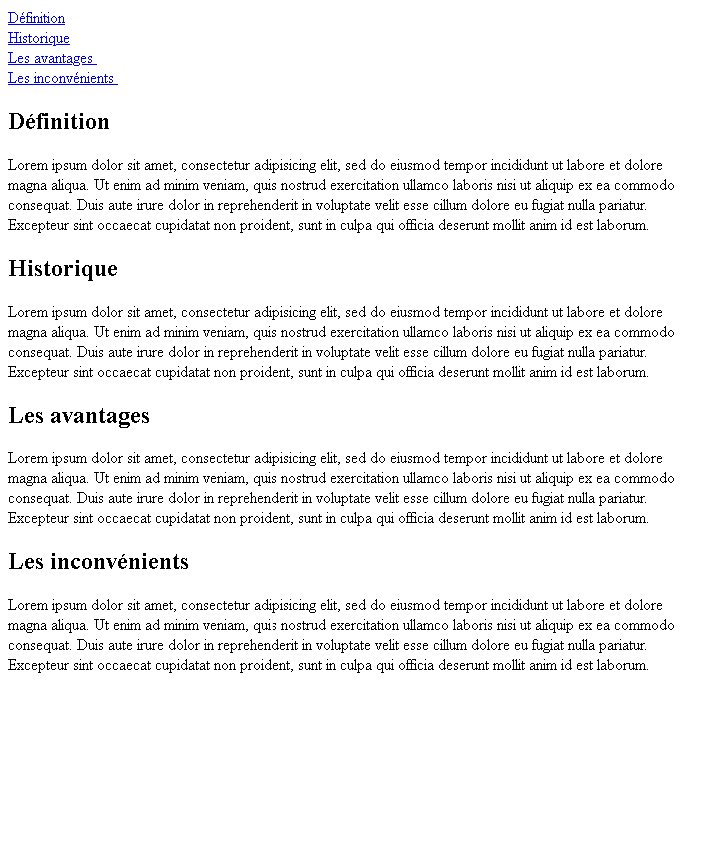 Définition
Historique
Les avantages
Les inconvénients
Définition
Lorem ipsum dolor sit amet, consectetur adipisicing elit, sed do eiusmod tempor incididunt ut labore et dolore
magna aliqua. Ut enim ad minim veniam, quis nostrud exercitation ullamco laboris nisi ut aliquip ex ea commodo
consequat. Duis aute irure dolor in reprehenderit in voluptate velit esse cillum dolore eu fugiat nulla pariatur.
Excepteur sint occaecat cupidatat non proident, sunt in culpa qui officia deserunt mollit anim id est laborum.
Historique
Lorem ipsum dolor sit amet, consectetur adipisicing elit, sed do eiusmod tempor incididunt ut labore et dolore
magna aliqua. Ut enim ad minim veniam, quis nostrud exercitation ullamco laboris nisi ut aliquip ex ea commodo
consequat. Duis aute irure dolor in reprehenderit in voluptate velit esse cillum dolore eu fugiat nulla pariatur.
Excepteur sint occaecat cupidatat non proident, sunt in culpa qui officia deserunt mollit anim id est laborum.
Les avantages
Lorem ipsum dolor sit amet, consectetur adipisicing elit, sed do eiusmod tempor incididunt ut labore et dolore
magna aliqua. Ut enim ad minim veniam, quis nostrud exercitation ullamco laboris nisi ut aliquip ex ea commodo
consequat. Duis aute irure dolor in reprehenderit in voluptate velit esse cillum dolore eu fugiat nulla pariatur.
Excepteur sint occaecat cupidatat non proident, sunt in culpa qui officia deserunt mollit anim id est laborum.
Les inconvénients
Lorem ipsum dolor sit amet, consectetur adipisicing elit, sed do eiusmod tempor incididunt ut labore et dolore
magna aliqua. Ut enim ad minim veniam, quis nostrud exercitation ullamco laboris nisi ut aliquip ex ea commodo
consequat. Duis aute irure dolor in reprehenderit in voluptate velit esse cillum dolore eu fugiat nulla pariatur.
Excepteur sint occaecat cupidatat non proident, sunt in culpa qui officia deserunt mollit anim id est laborum.